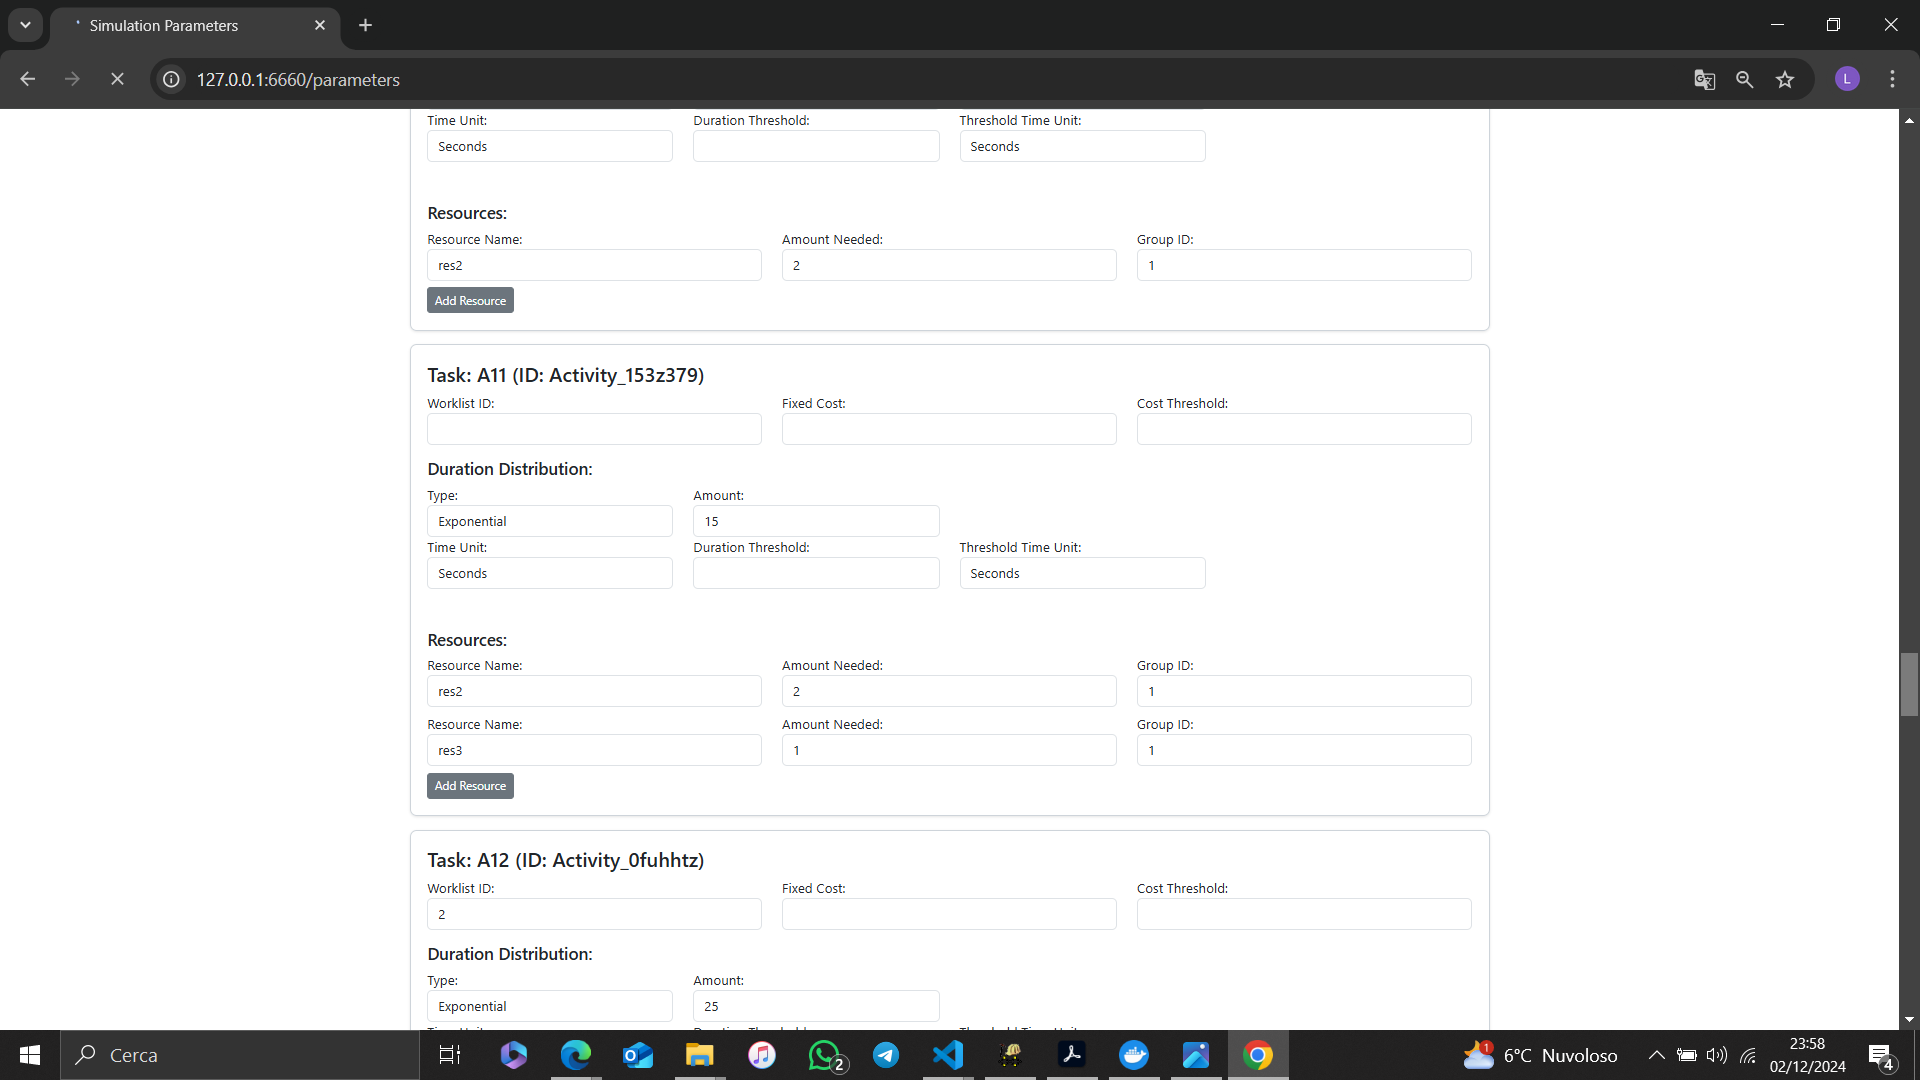 Simulation Parameters
127.0.0.1:6660/parameters
L
Time Unit: Duration Threshold: Threshold Time Unit:
Seconds Seconds
Resources:
Resource Name: Amount Needed: Group ID:
res2 2 1
Add Resource
Task: A11 (ID: Activity_153z379)
Worklist ID: Fixed Cost: Cost Threshold:
Duration Distribution:
Type: Amount:
Exponential 15
Time Unit: Duration Threshold: Threshold Time Unit:
Seconds Seconds
Resources:
Resource Name: Amount Needed: Group ID:
res2 2 1
Resource Name: Amount Needed: Group ID:
res3 1 1
Add Resource
Task: A12 (ID: Activity_0fuhhtz)
Worklist ID: Fixed Cost: Cost Threshold:
2
Duration Distribution:
Type: Amount:
Exponential 25
Cerca
2
1
6°C Nuvoloso
23:58
02/12/2024
4